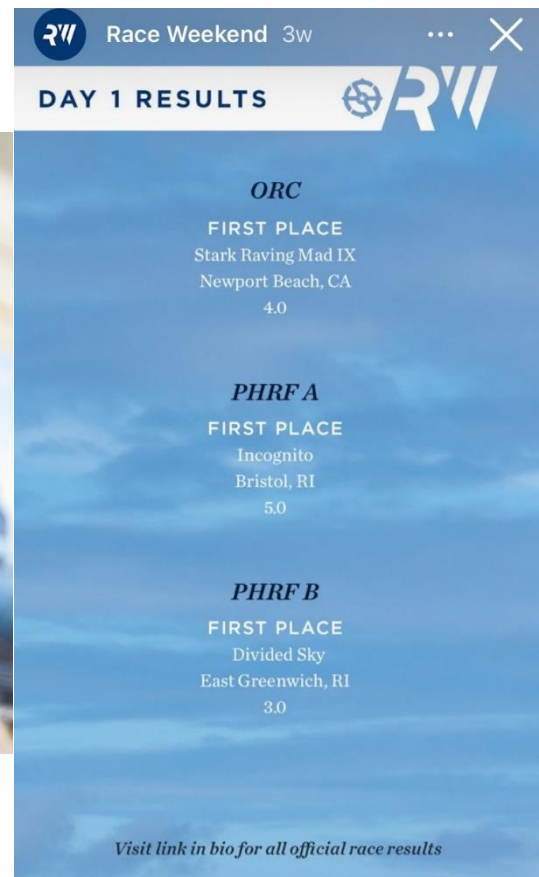 RW Race Weekend 3w
DAY 1 RESULTS RW
ORC
FIRST PLACE
Stark Raving Mad IX
Newport Beach, CA
4.0
PHRF A
FIRST PLACE
Incognito
Bristol, RI
5.0
PHRF B
FIRST PLACE
Divided Sky
East Greenwich, RI
3.0
Visit link in bio for all official race results